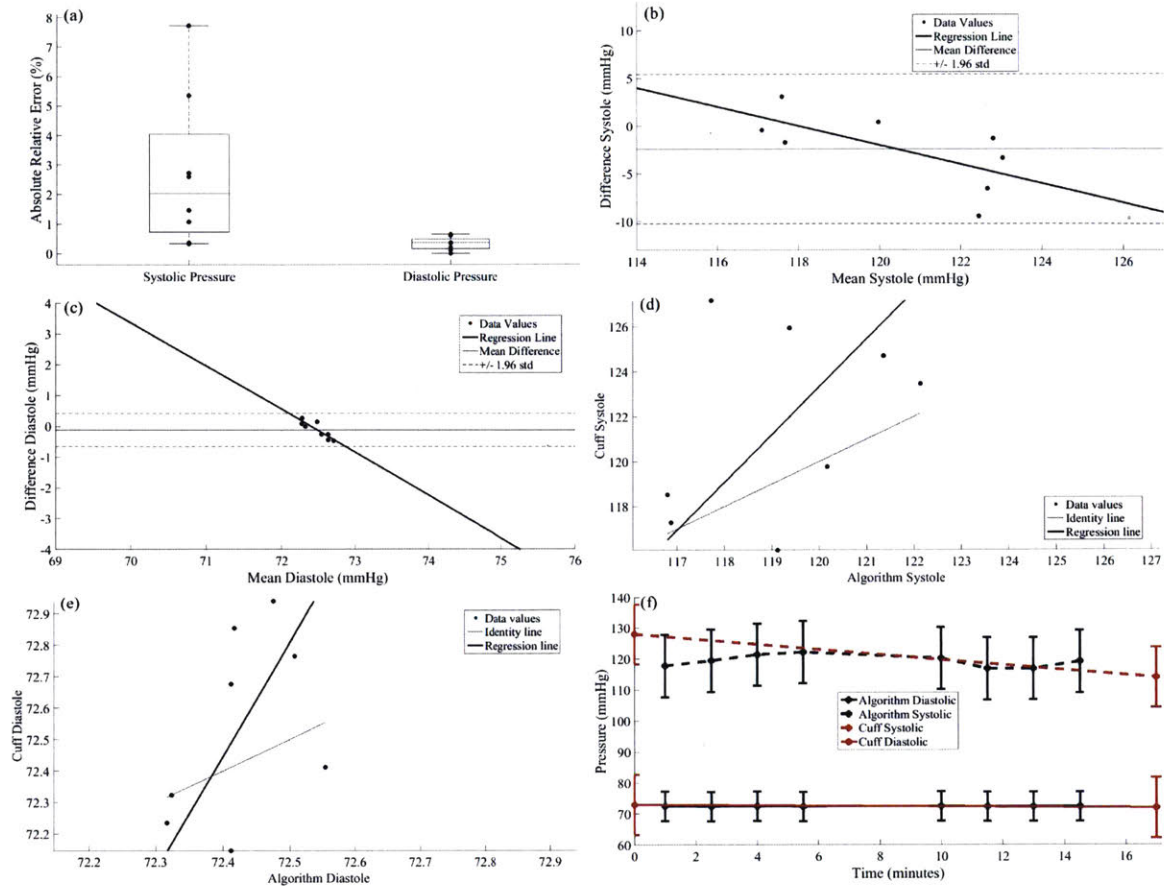 (a)
Absolute Relative Error (%)
8
7
6
5
4
3
2
1
0
Systolic Pressure
Diastolic Pressure
(b)
Difference Systole (mmHg)
10
5
0
-5
-10
Data Values
Regression Line
Mean Difference
+/- 1.96 std
114 116 118 120 122 124 126
Mean Systole (mmHg)
(c)
Difference Diastole (mmHg)
4
3
2
1
0
-1
-2
-3
-4
Data Values
Regression Line
Mean Difference
+/- 1.96 std
69 70 71 72 73 74 75 76
Mean Diastole (mmHg)
(d)
Cuff Systole
126
124
122
120
118
Data values
Identity line
Regression line
117 118 119 120 121 122 123 124 125 126 127
Algorithm Systole
(e)
Cuff Diastole
72.9
72.8
72.7
72.6
72.5
72.4
72.3
72.2
Data values
Identity line
Regression line
72.2 72.3 72.4 72.5 72.6 72.7 72.8 72.9
Algorithm Diastole
(f)
Pressure (mmHg)
140
130
120
110
100
90
80
70
60
Algorithm Diastolic
Algorithm Systolic
Cuff Systolic
Cuff Diastolic
0 2 4 6 8 10 12 14 16
Time (minutes)